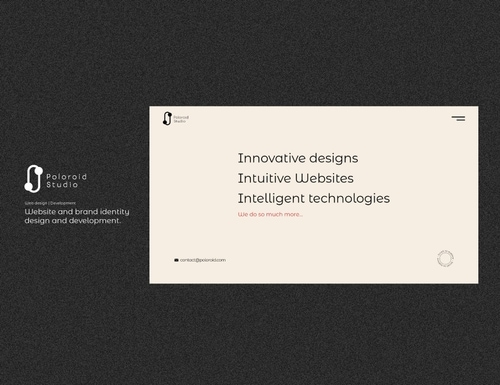 Poloroid
Studio
Web design | Development
Website and brand identity
design and development.
Poloroid
Studio
Innovative designs
Intuitive Websites
Intelligent technologies
We do so much more...
contact@poloroid.com